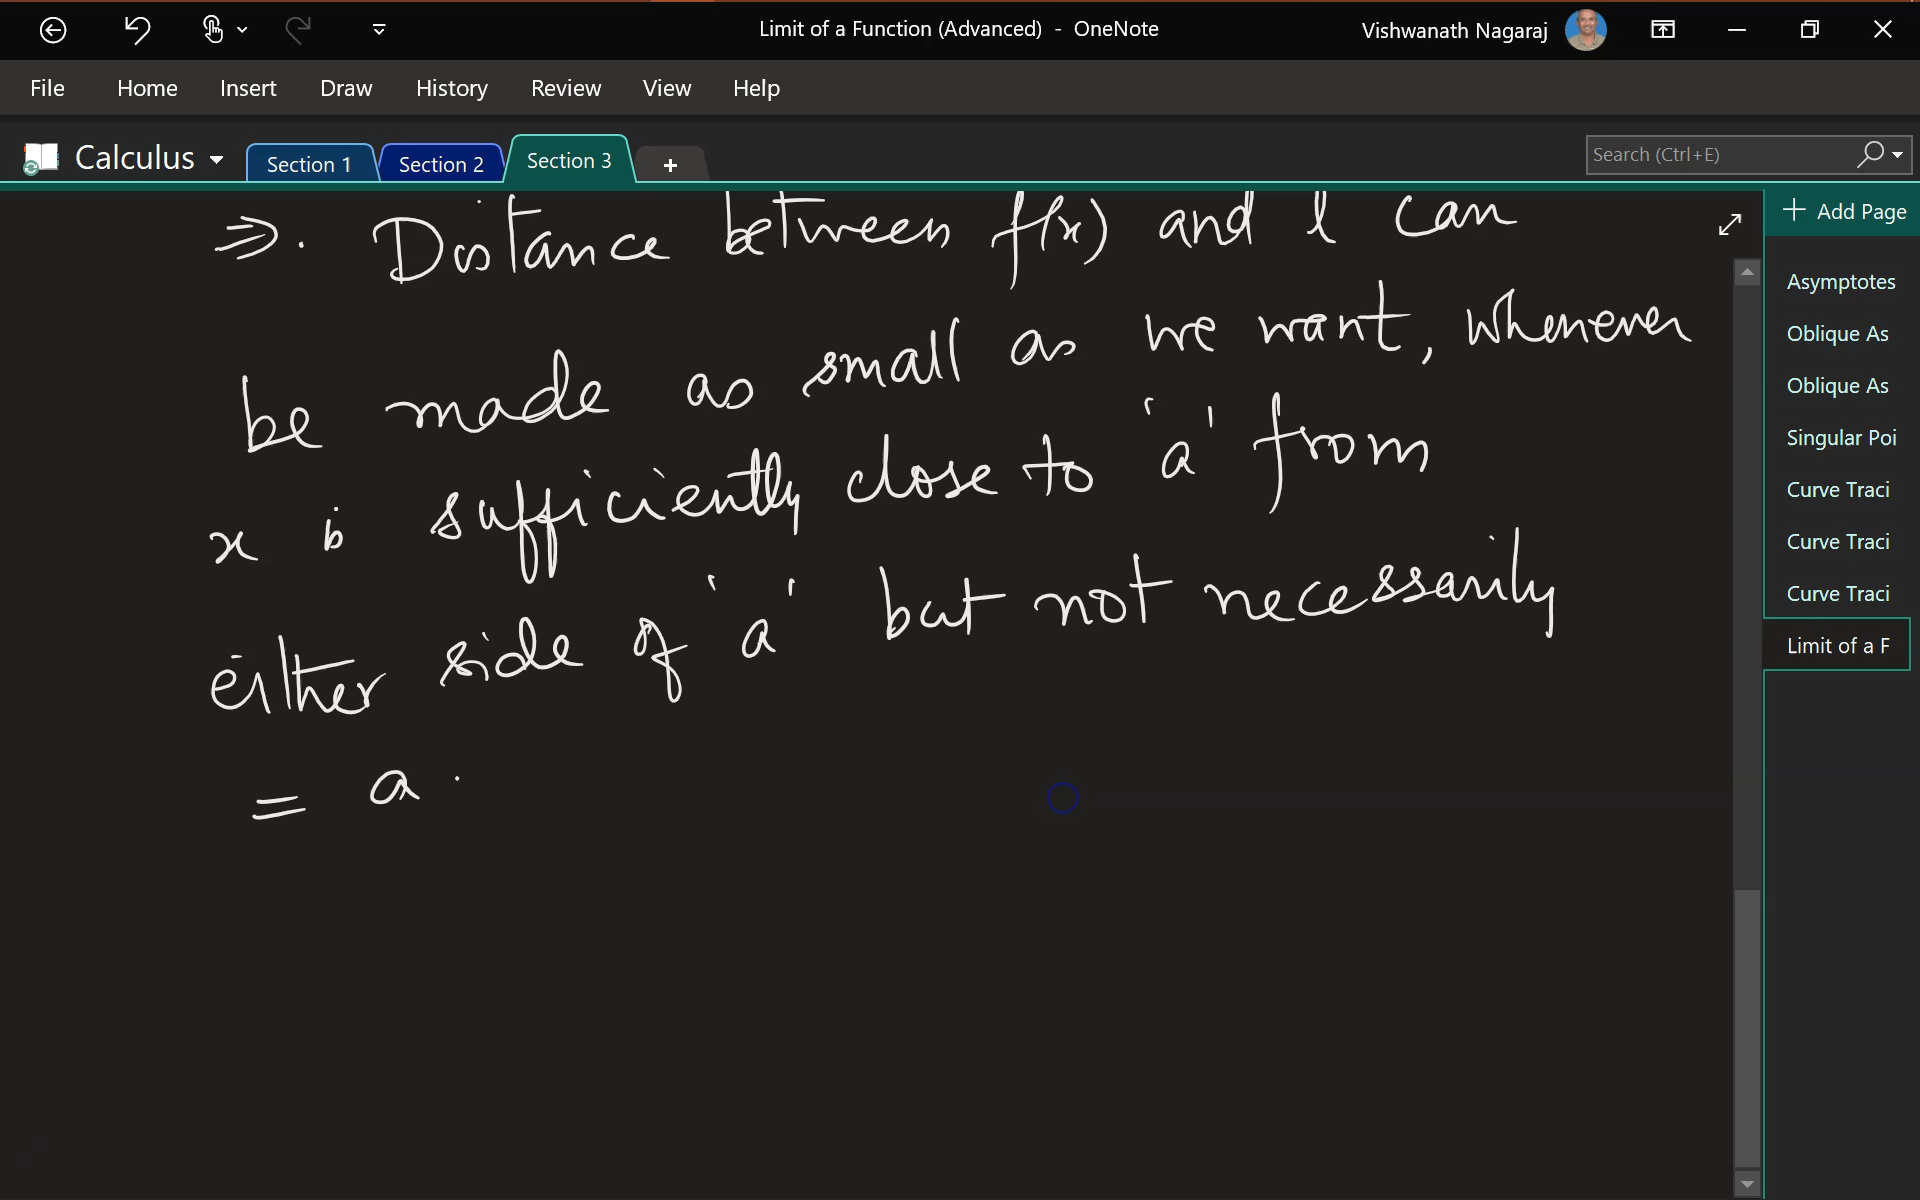 Limit of a Function (Advanced) - OneNote
Vishwanath Nagaraj
File Home Insert Draw History Review View Help
Calculus Section 1 Section 2 Section 3 +
Search (Ctrl+E)
+ Add Page
Asymptotes
Oblique As
Oblique As
Singular Poi
Curve Traci
Curve Traci
Curve Traci
Limit of a F
⇒. Distance between f(x) and l can
be made as small as we want, whenever
x is sufficiently close to 'a' from
either side of 'a' but not necessarily
= a.